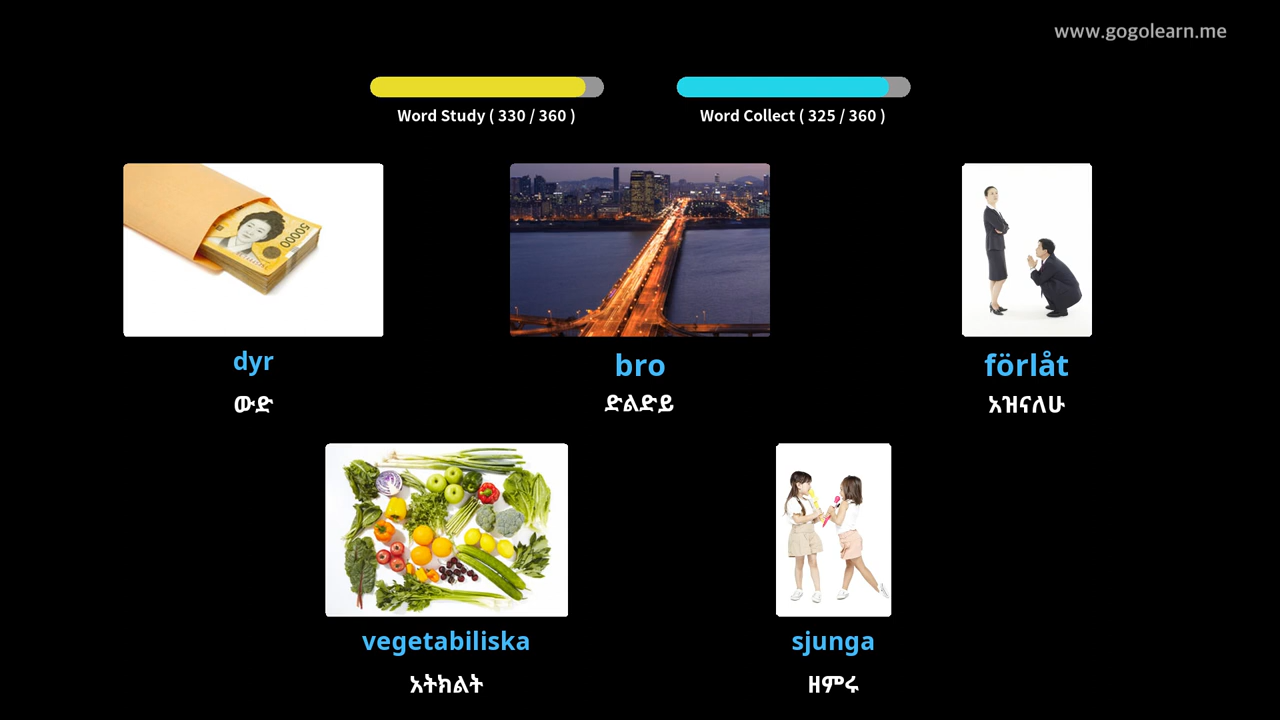 www.gogolearn.me
Word Study ( 330 / 360 )
Word Collect ( 325 / 360 )
50000
dyr
ውድ
bro
ድልድይ
förlåt
አዝናለሁ
vegetabiliska
አትክልት
sjunga
ዘምሩ